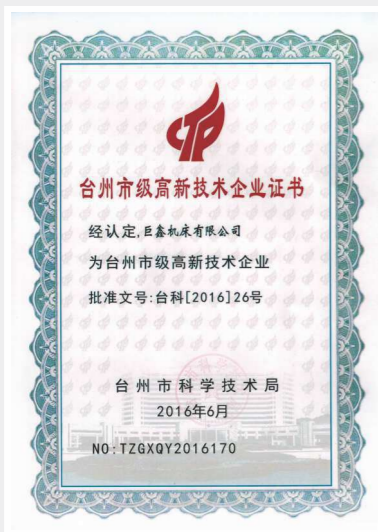 台州市级高新技术企业证书
经认定,巨鑫机床有限公司
为台州市级高新技术企业
批准文号:台科[2016]26号
台州市科学技术局
2016年6月
NO:TZGXQY2016170